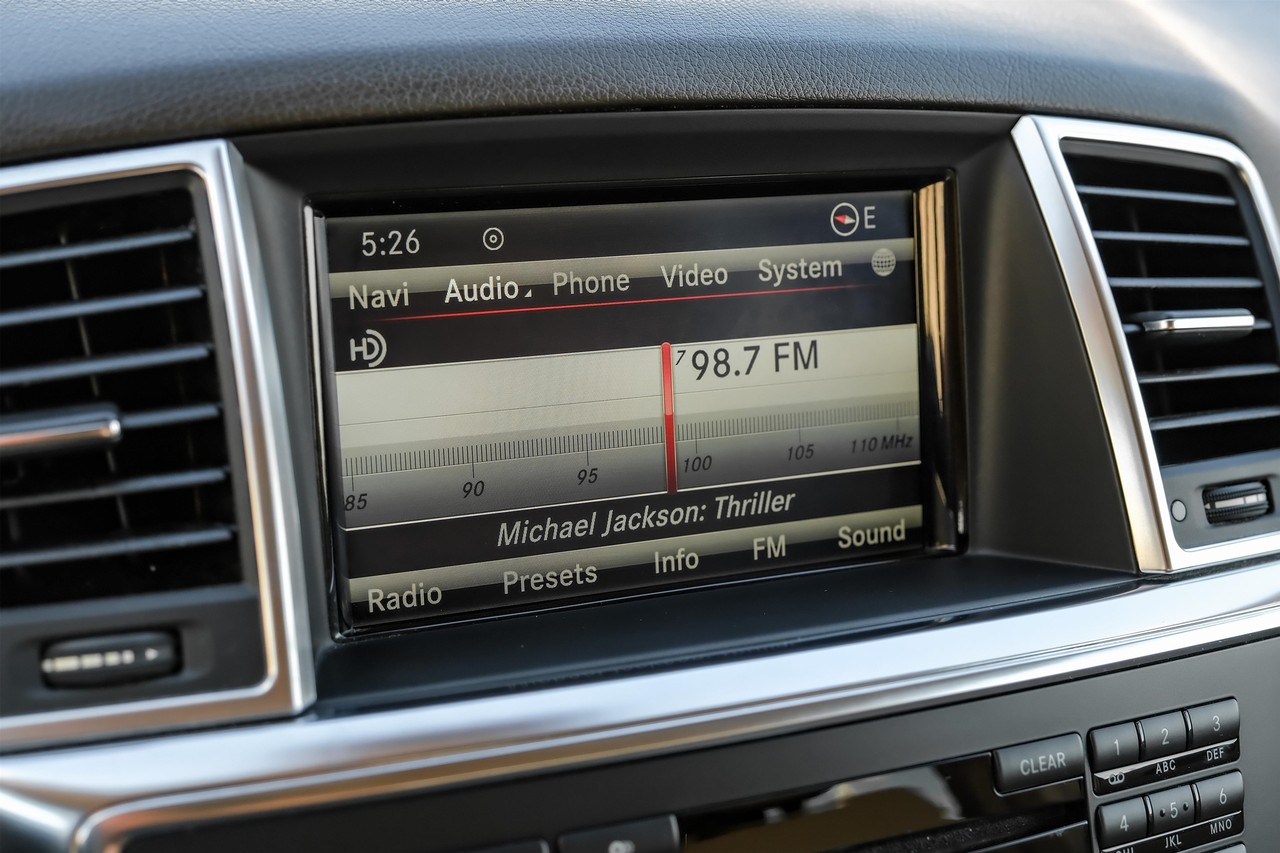 5:26 E
Navi Audio Phone Video System
HD
7 98.7 FM
85 90 95 100 105 110 MHz
Michael Jackson: Thriller
Radio Presets Info FM Sound
CLEAR 1 2 3
ABC DEF
4 5 6
JKL MNO